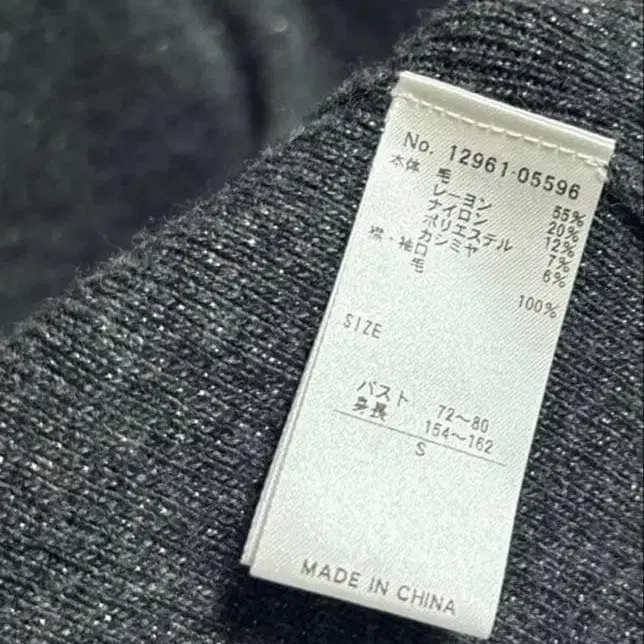 No. 12961-05596
本体 毛 55%
レーヨン 20%
ナイロン 12%
ポリエステル 7%
カシミヤ 6%
襟・袖口
毛 100%
SIZE
バスト 72〜80
身長 154〜162
S
MADE IN CHINA